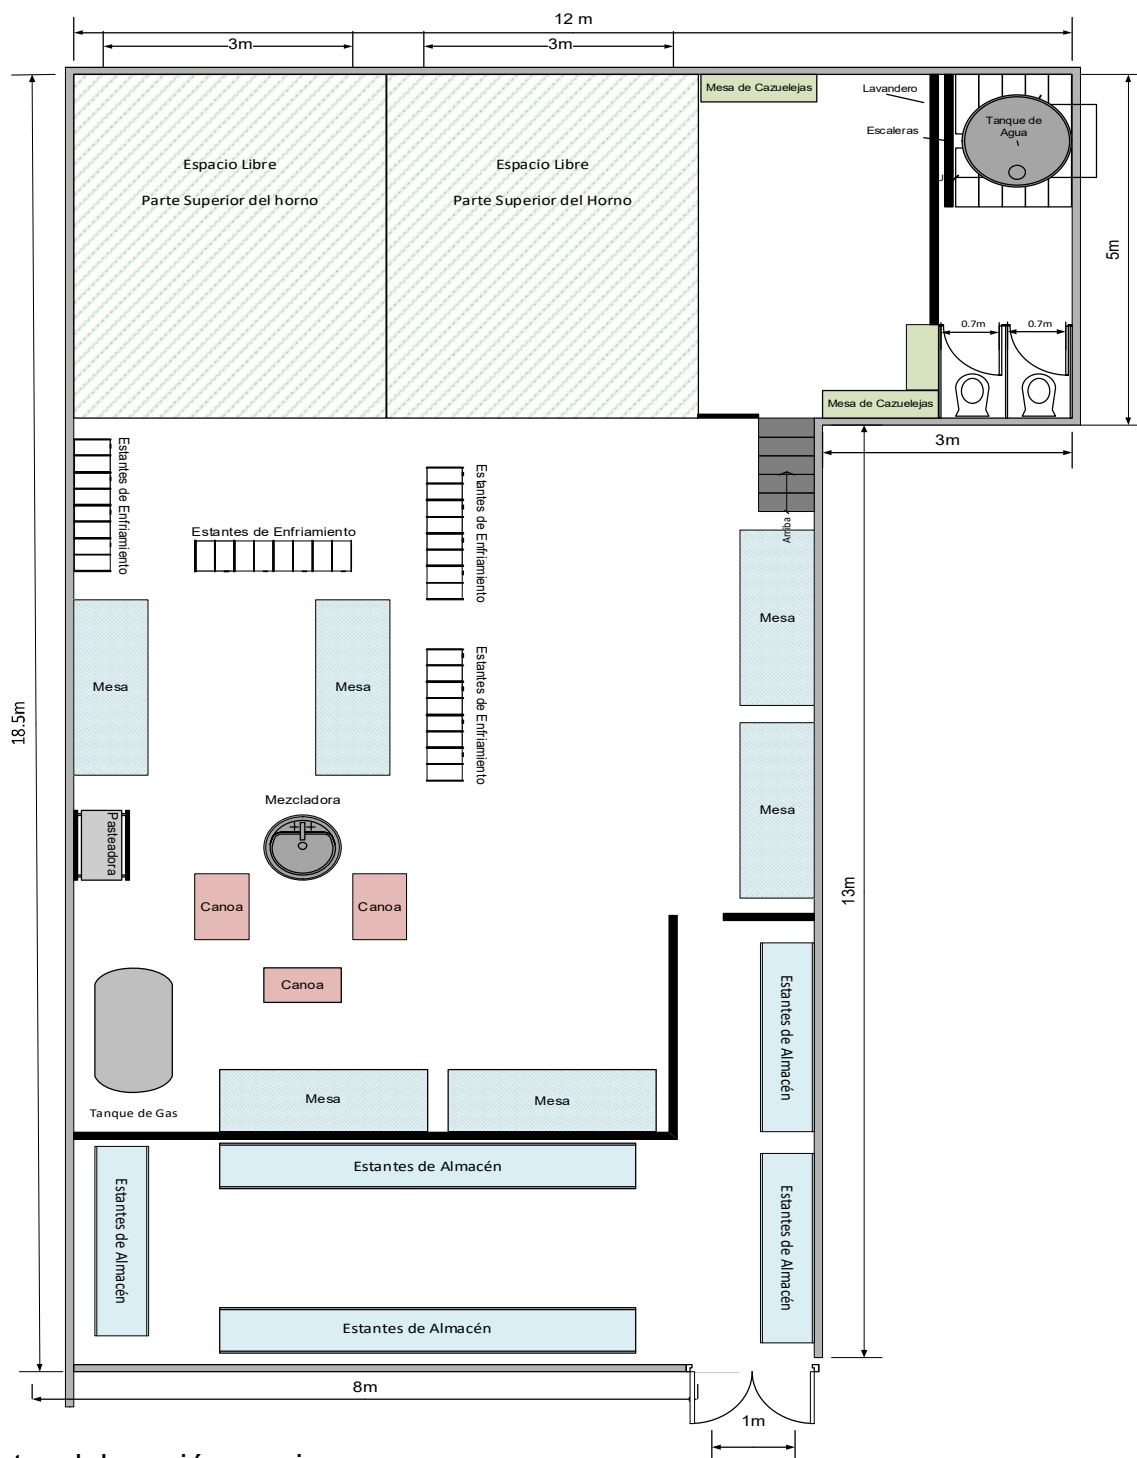 12 m
3m
3m
Mesa de Cazuelejas
Lavandero
Escaleras
Tanque de
Agua
Espacio Libre
Parte Superior del horno
Espacio Libre
Parte Superior del Horno
5m
0.7m
0.7m
Mesa de Cazuelejas
3m
Estantes de Enfriamiento
Estantes de Enfriamiento
Estantes de Enfriamiento
Arriba
Mesa
Mesa
Mesa
Estantes de Enfriamiento
18.5m
Mezcladora
Mesa
Pasteadora
13m
Canoa
Canoa
Canoa
Estantes de Almacén
Tanque de Gas
Mesa
Mesa
Estantes de Almacén
Estantes de Almacén
Estantes de Almacén
Estantes de Almacén
8m
1m